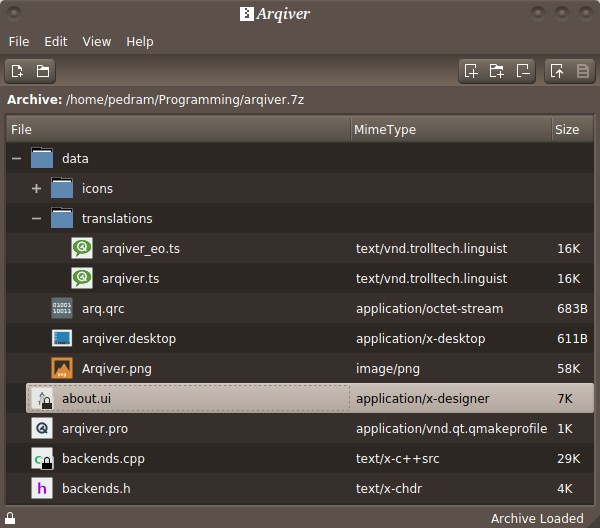 Arqiver
File Edit View Help
Archive: /home/pedram/Programming/arqiver.7z
File MimeType Size
data
icons
translations
arqiver_eo.ts text/vnd.trolltech.linguist 16K
arqiver.ts text/vnd.trolltech.linguist 16K
arq.qrc application/octet-stream 683B
arqiver.desktop application/x-desktop 611B
Arqiver.png image/png 58K
about.ui application/x-designer 7K
arqiver.pro application/vnd.qt.qmakeprofile 1K
backends.cpp text/x-c++src 29K
backends.h text/x-chdr 4K
Archive Loaded